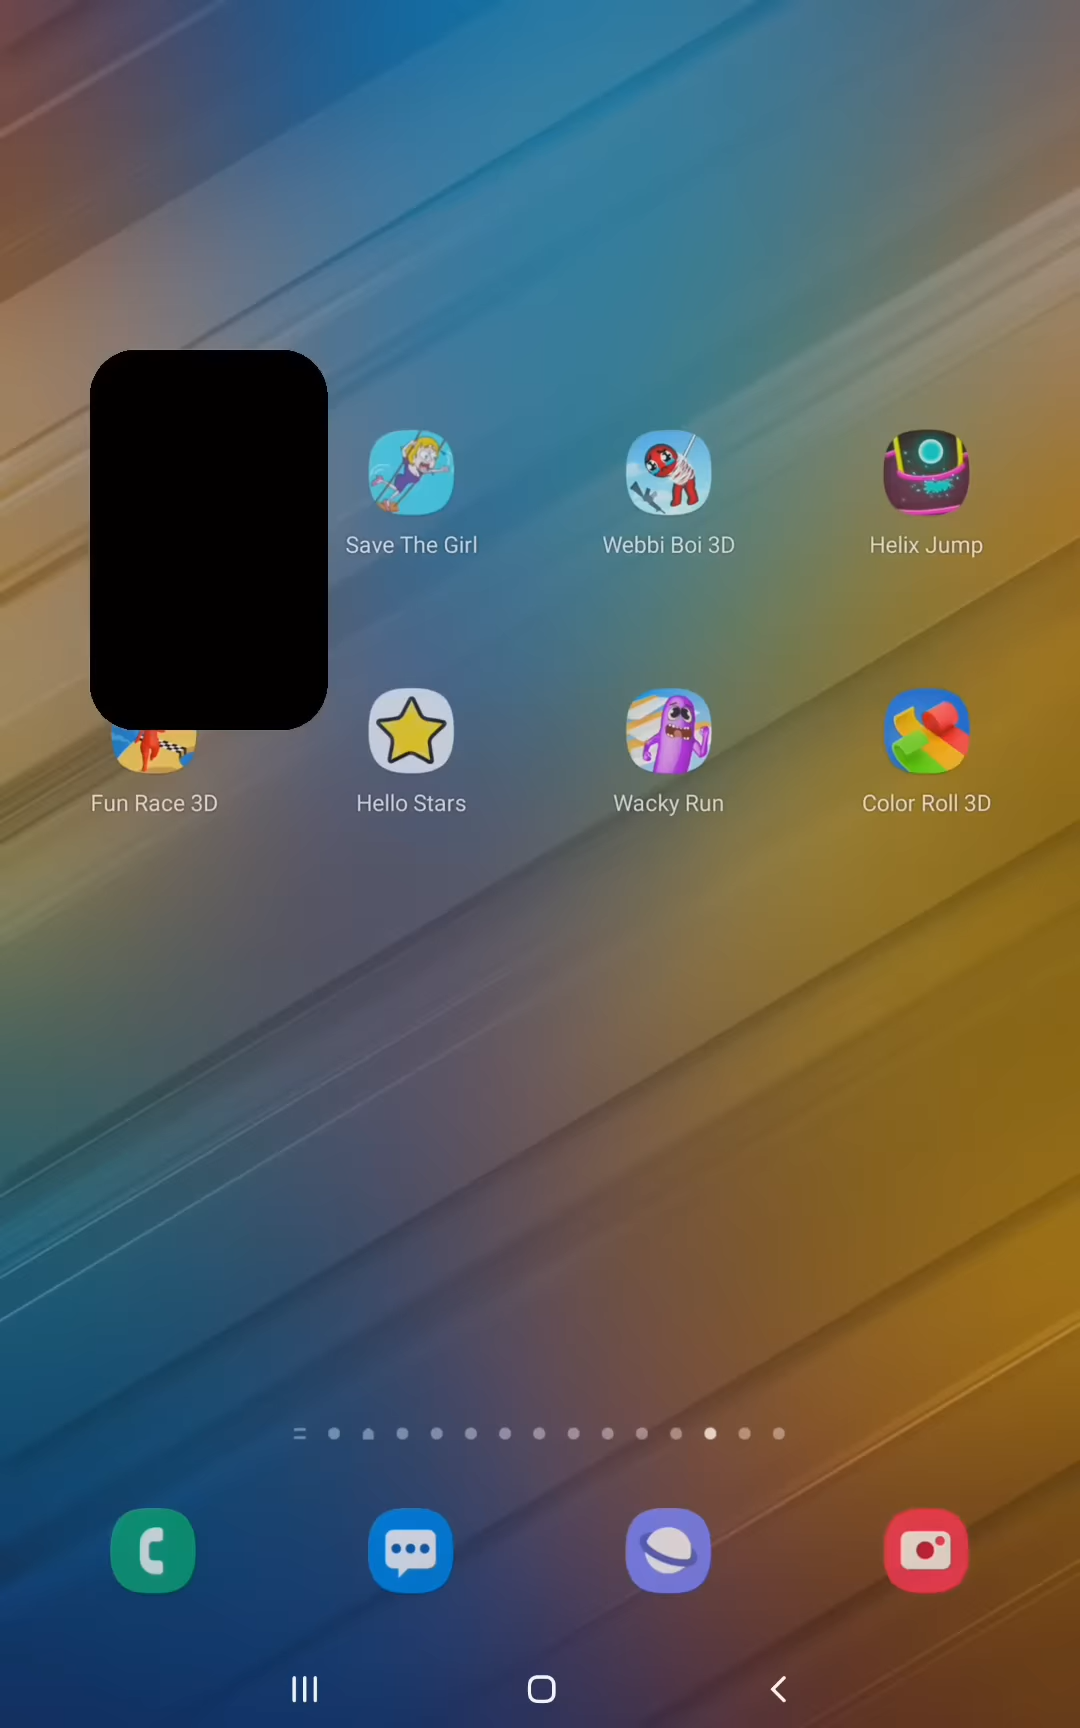 Save The Girl
Webbi Boi 3D
Helix Jump
Fun Race 3D
Hello Stars
Wacky Run
Color Roll 3D